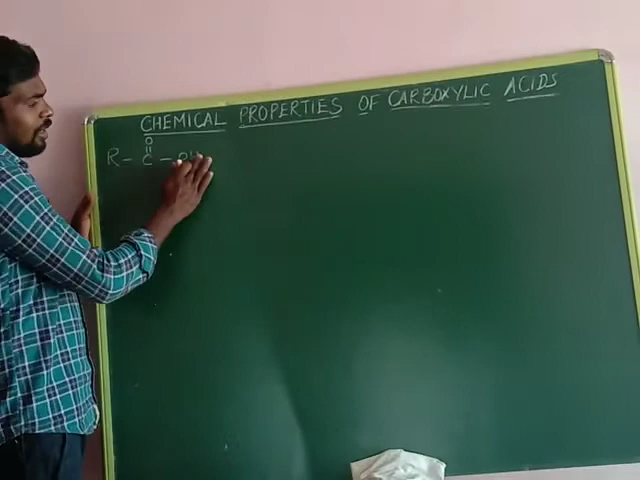 CHEMICAL PROPERTIES OF CARBOXYLIC ACIDS
O
R - C - OH